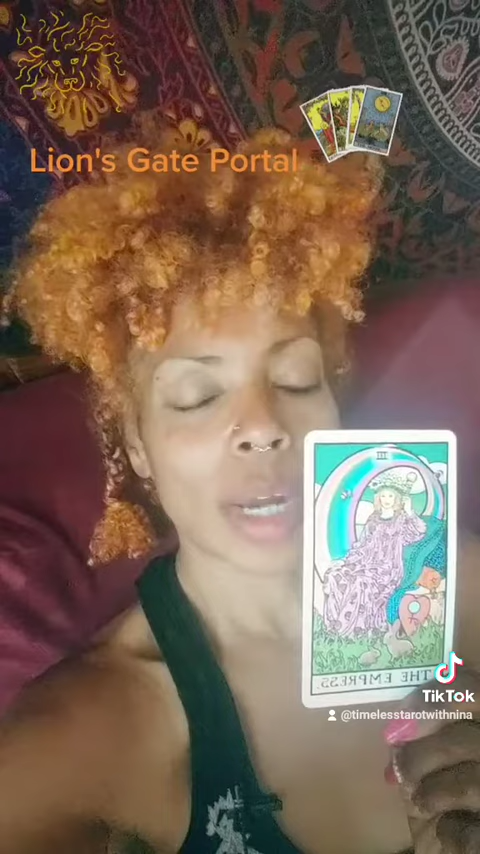 Lion's Gate Portal
III
THE EMPRESS.
TikTok
@timelesstarotwithnina